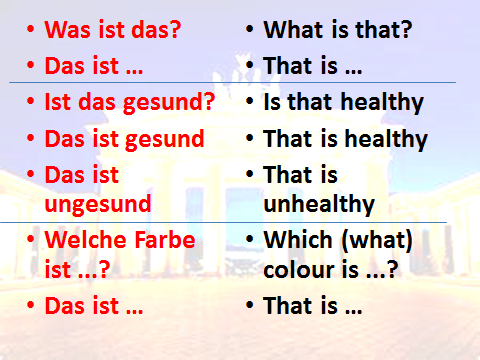 • Was ist das?
• Das ist ...
• Ist das gesund?
• Das ist gesund
• Das ist
ungesund
• Welche Farbe
ist ...?
• Das ist ...
• What is that?
• That is ...
• Is that healthy
• That is healthy
• That is
unhealthy
• Which (what)
colour is ...?
• That is ...